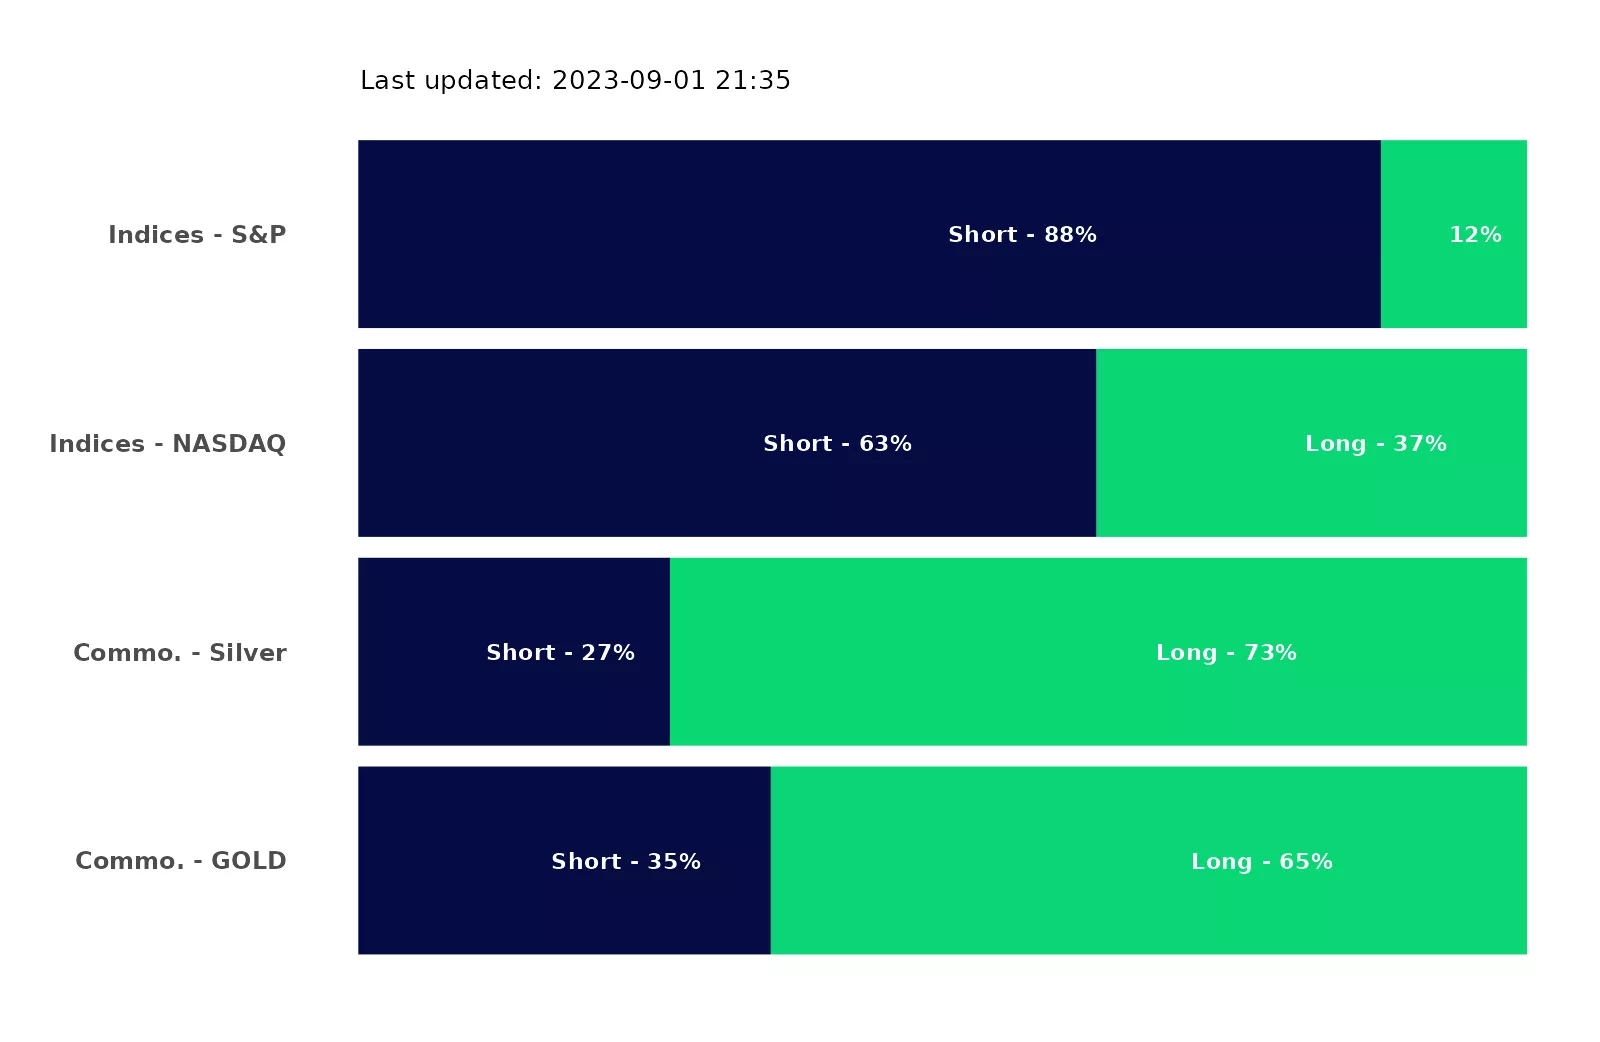 Last updated: 2023-09-01 21:35
Indices - S&P
Short - 88%
12%
Indices - NASDAQ
Short - 63%
Long - 37%
Commo. - Silver
Short - 27%
Long - 73%
Commo. - GOLD
Short - 35%
Long - 65%